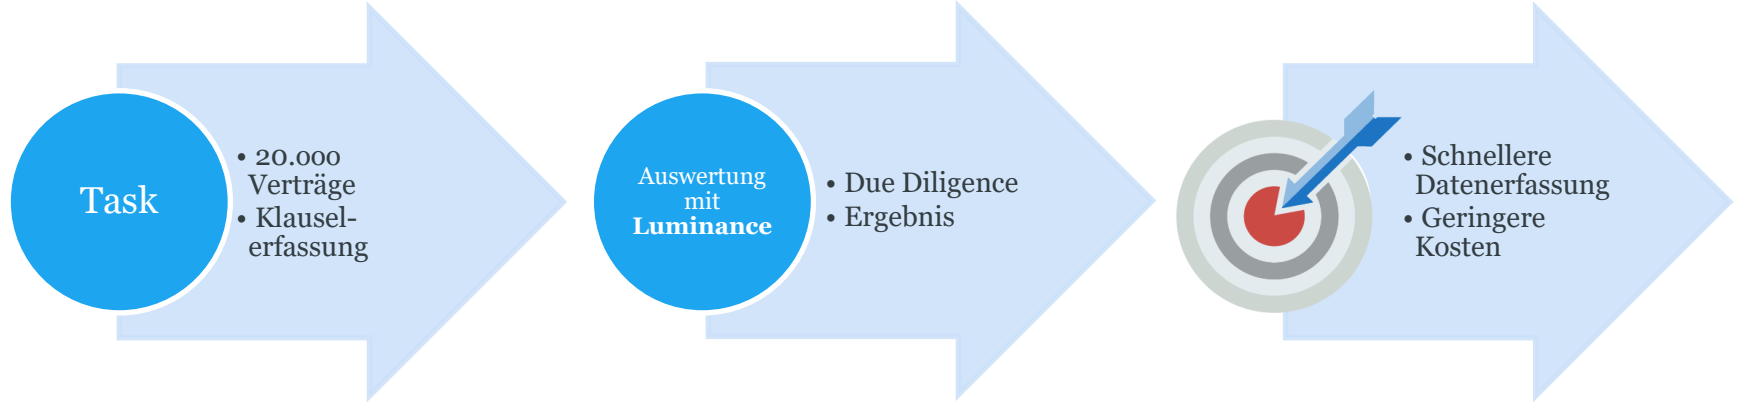 Task
• 20.000
Verträge
• Klausel-
erfassung
Auswertung
mit
Luminance
• Due Diligence
• Ergebnis
• Schnellere
Datenerfassung
• Geringere
Kosten